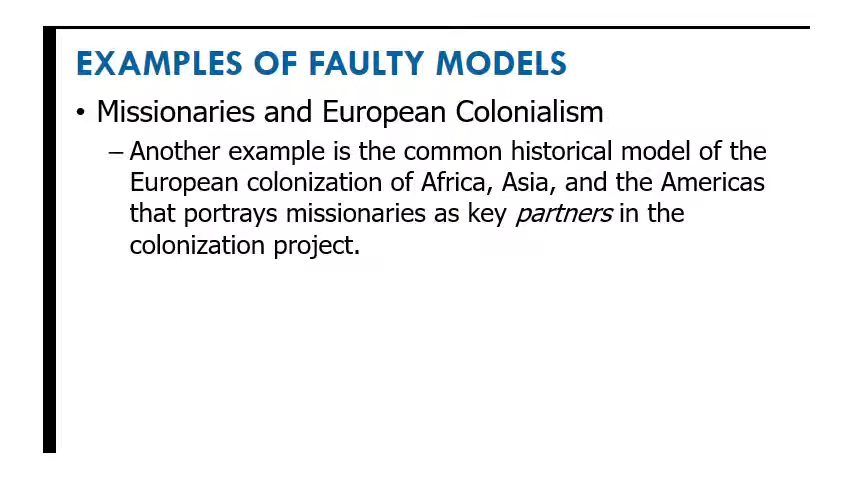 EXAMPLES OF FAULTY MODELS
• Missionaries and European Colonialism
– Another example is the common historical model of the
European colonization of Africa, Asia, and the Americas
that portrays missionaries as key partners in the
colonization project.